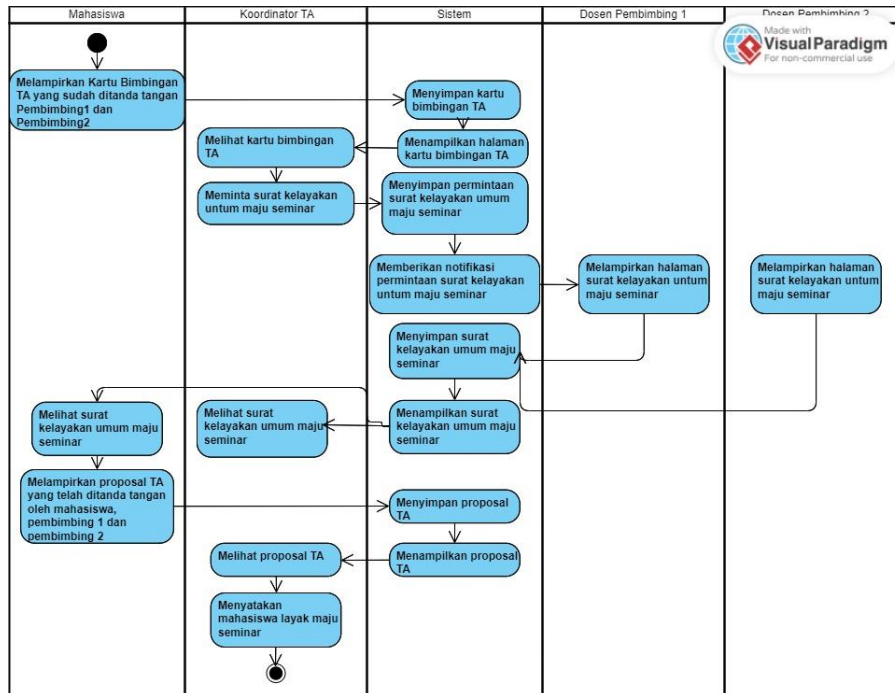 Mahasiswa
Koordinator TA
Sistem
Dosen Pembimbing 1
Dosen Pembimbing 2
Made with
Visual Paradigm
For non-commercial use
Melampirkan Kartu Bimbingan
TA yang sudah ditanda tangan
Pembimbing1 dan
Pembimbing2
Menyimpan kartu
bimbingan TA
Melihat kartu bimbingan
TA
Menampilkan halaman
kartu bimbingan TA
Meminta surat kelayakan
untum maju seminar
Menyimpan permintaan
surat kelayakan umum
maju seminar
Memberikan notifikasi
permintaan surat kelayakan
untum maju seminar
Melampirkan halaman
surat kelayakan untum
maju seminar
Melampirkan halaman
surat kelayakan untum
maju seminar
Menyimpan surat
kelayakan umum maju
seminar
Melihat surat
kelayakan umum maju
seminar
Melihat surat
kelayakan umum maju
seminar
Menampilkan surat
kelayakan umum maju
seminar
Melampirkan proposal TA
yang telah ditanda tangan
oleh mahasiswa,
pembimbing 1 dan
pembimbing 2
Menyimpan proposal
TA
Melihat proposal TA
Menampilkan proposal
TA
Menyatakan
mahasiswa layak maju
seminar